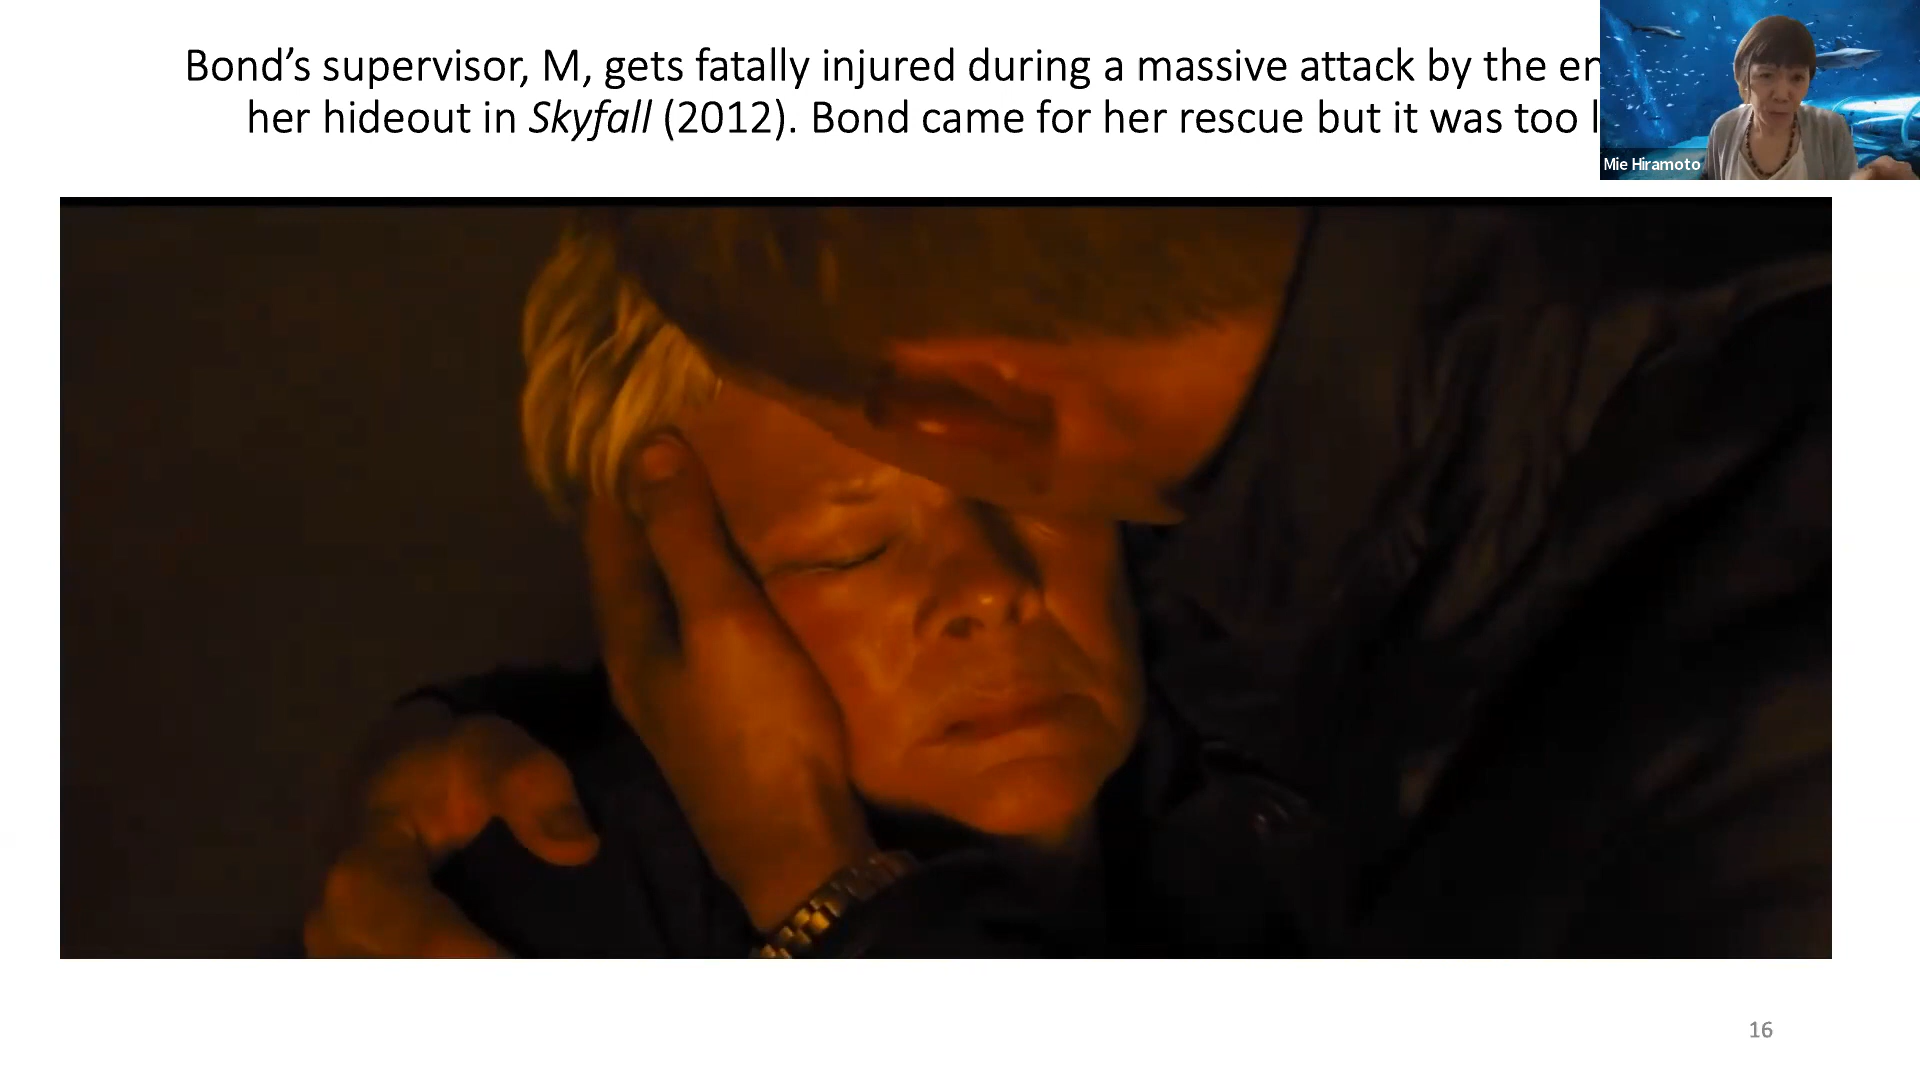 Bond’s supervisor, M, gets fatally injured during a massive attack by the
her hideout in Skyfall (2012). Bond came for her rescue but it was too
Mie Hiramoto
16